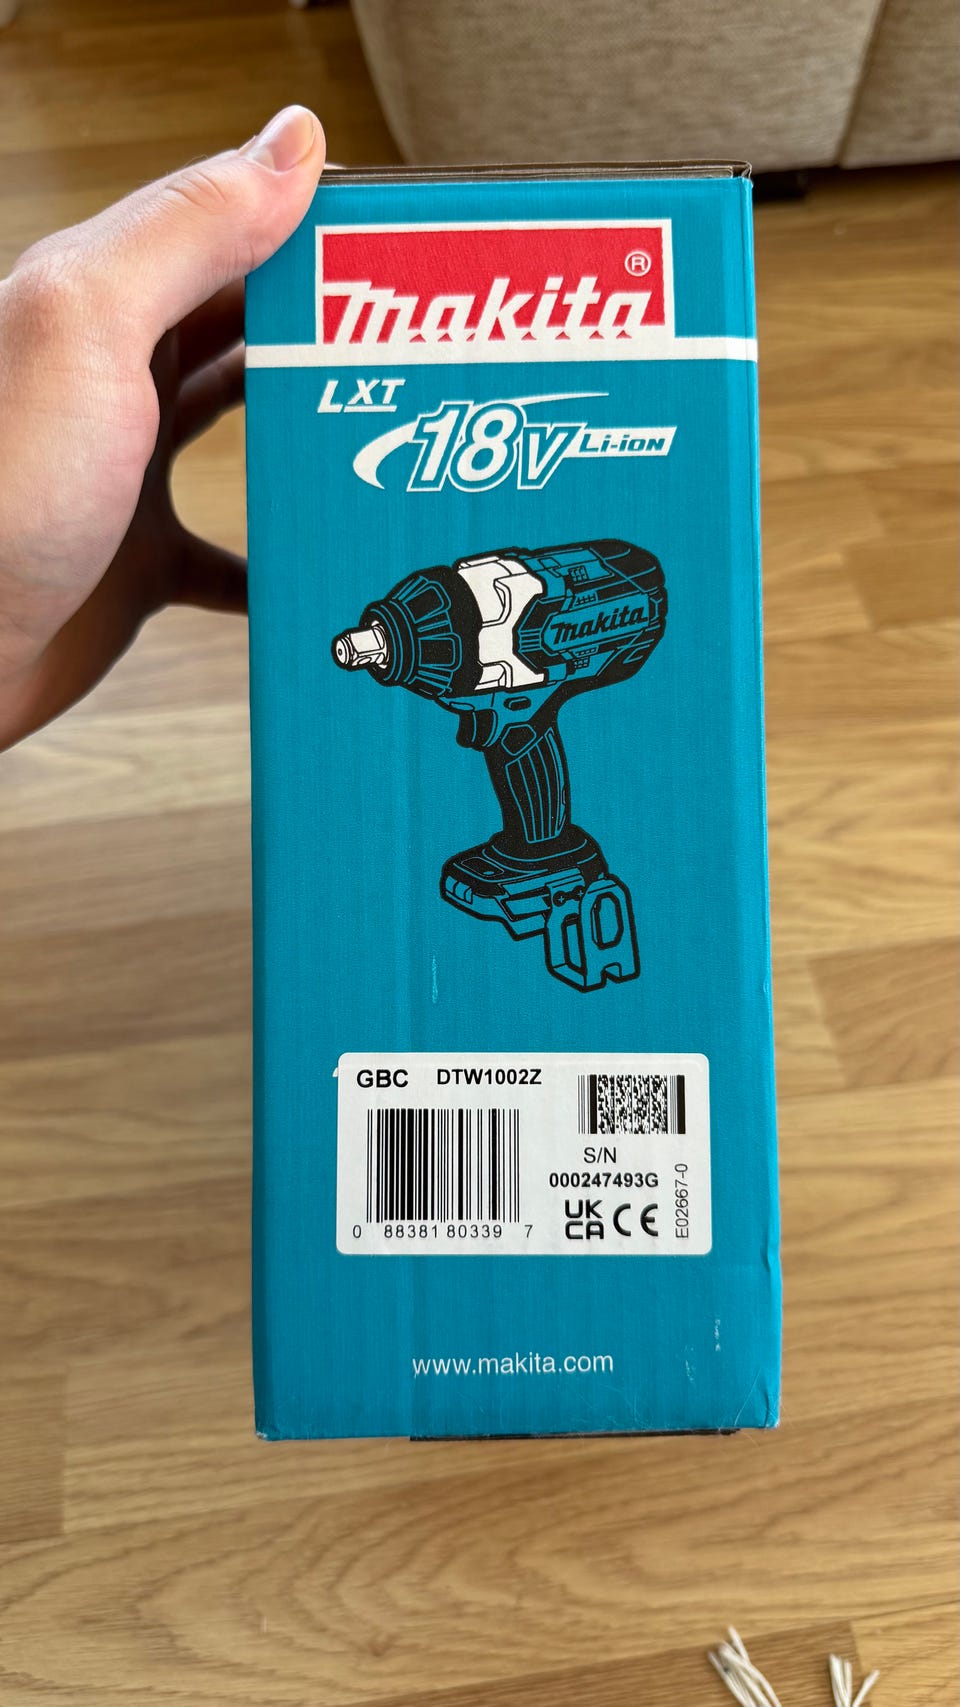 makita®
LXT
18V Li-ion
makita
GBC DTW1002Z
S/N
000247493G
UK
CA CE
E02667-0
0 88381 80339 7
www.makita.com